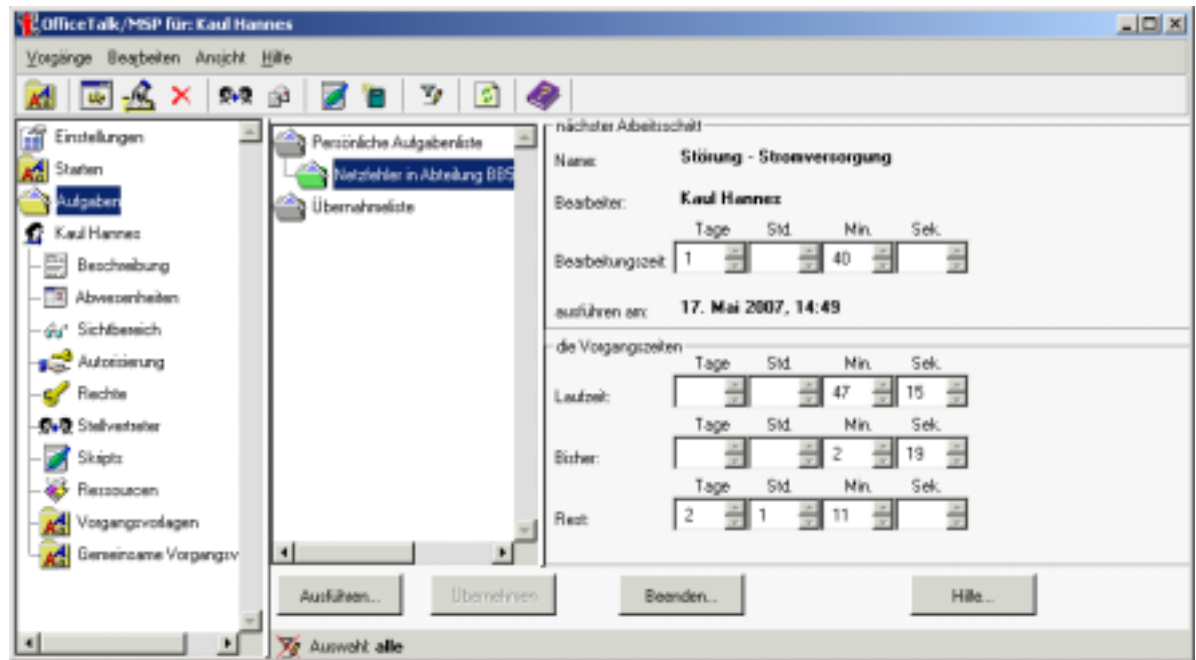 OfficeTalk/MSP für: Kaul Hannes
Vorgänge Bearbeiten Ansicht Hilfe
Einstellungen
Starten
Aufgaben
Kaul Hannes
Beschreibung
Abwesenheiten
Sichtbereich
Autorisierung
Rechte
Stellvertreter
Skripts
Ressourcen
Vorgangsvorlagen
Gemeinsame Vorgangsv
Persönliche Aufgabenliste
Netzfehler in Abteilung BBS
Übernahmeliste
nächster Arbeitsschritt
Name: Störung - Stromversorgung
Bearbeiter: Kaul Hannes
Tage Std. Min. Sek.
Bearbeitungszeit: 1 40
ausführen am: 17. Mai 2007, 14:49
die Vorgangszeiten
Tage Std. Min. Sek.
Laufzeit: 47 15
Tage Std. Min. Sek.
Bisher: 2 19
Tage Std. Min. Sek.
Rest: 2 1 11
Ausführen... Übernehmen Beenden... Hilfe...
Auswahl: alle